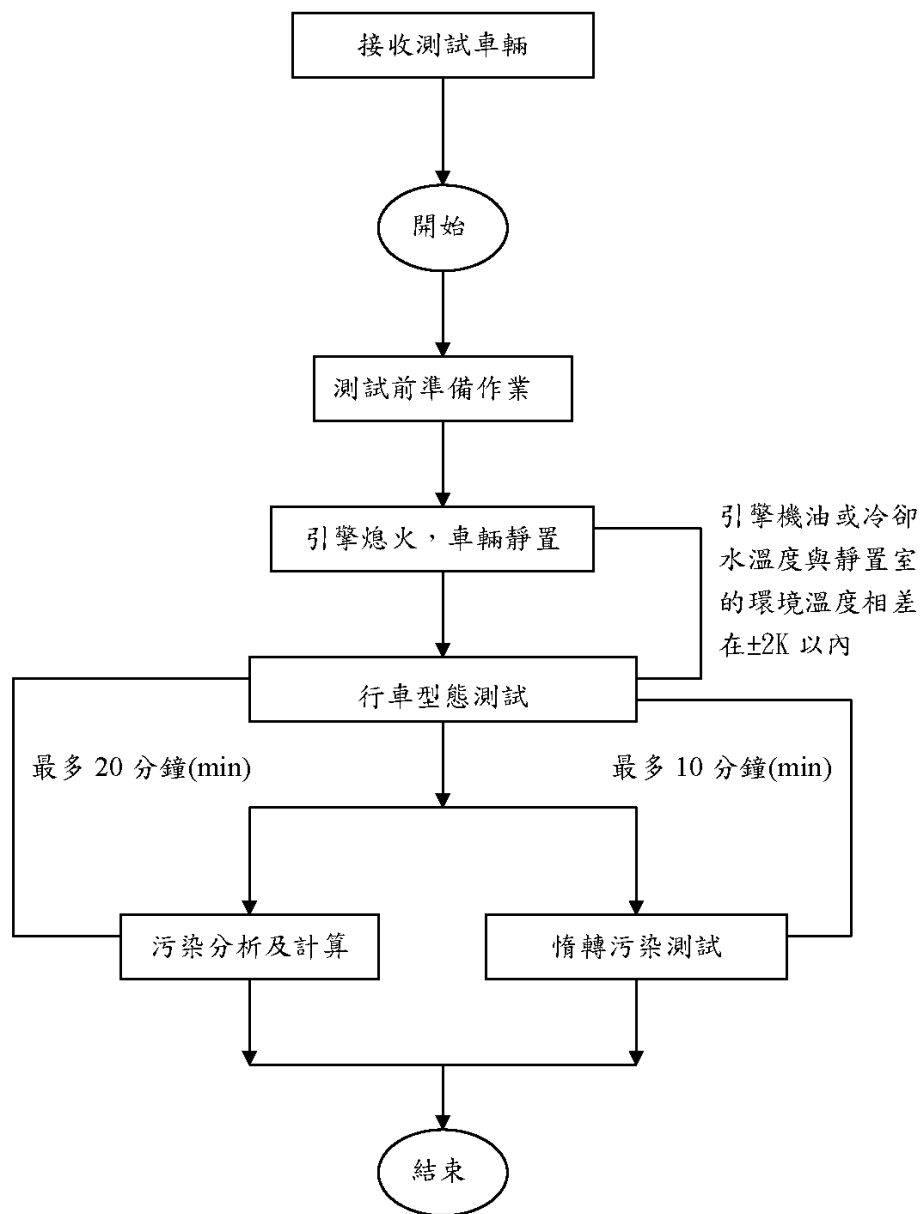 接收測試車輛
開始
測試前準備作業
引擎熄火，車輛靜置
引擎機油或冷卻
水溫度與靜置室
的環境溫度相差
在±2K 以內
行車型態測試
最多 20 分鐘(min)
最多 10 分鐘(min)
污染分析及計算
惰轉污染測試
結束